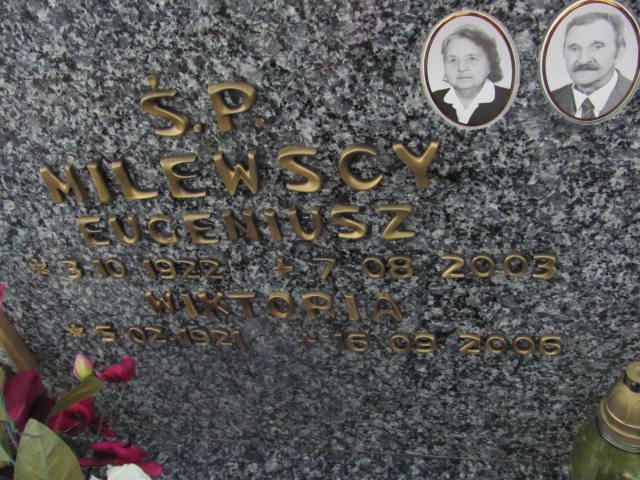 Ś.P.
MILEWSCY
EUGENIUSZ
* 3.10.1922 + 7.08.2003
WIKTORIA
* 5 02.1921 + 16 09.2006